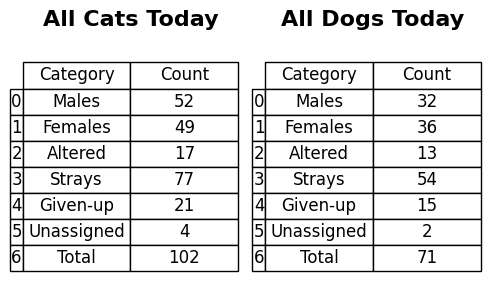 All Cats Today
Category Count
0 Males 52
1 Females 49
2 Altered 17
3 Strays 77
4 Given-up 21
5 Unassigned 4
6 Total 102
All Dogs Today
Category Count
0 Males 32
1 Females 36
2 Altered 13
3 Strays 54
4 Given-up 15
5 Unassigned 2
6 Total 71